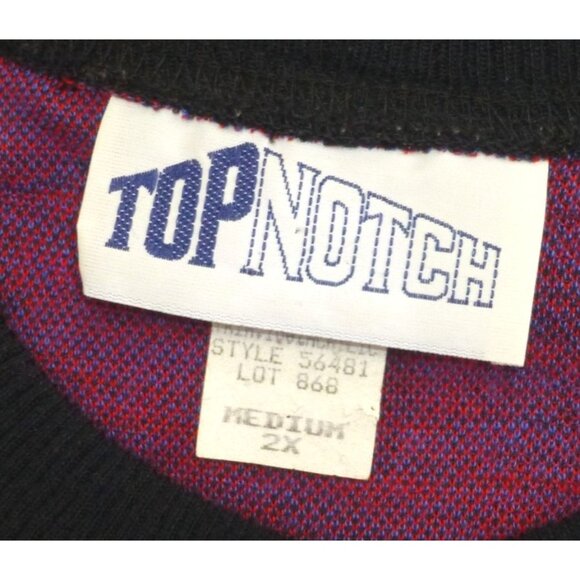 TOPNOTCH
STYLE 56481
LOT 868
MEDIUM
2X